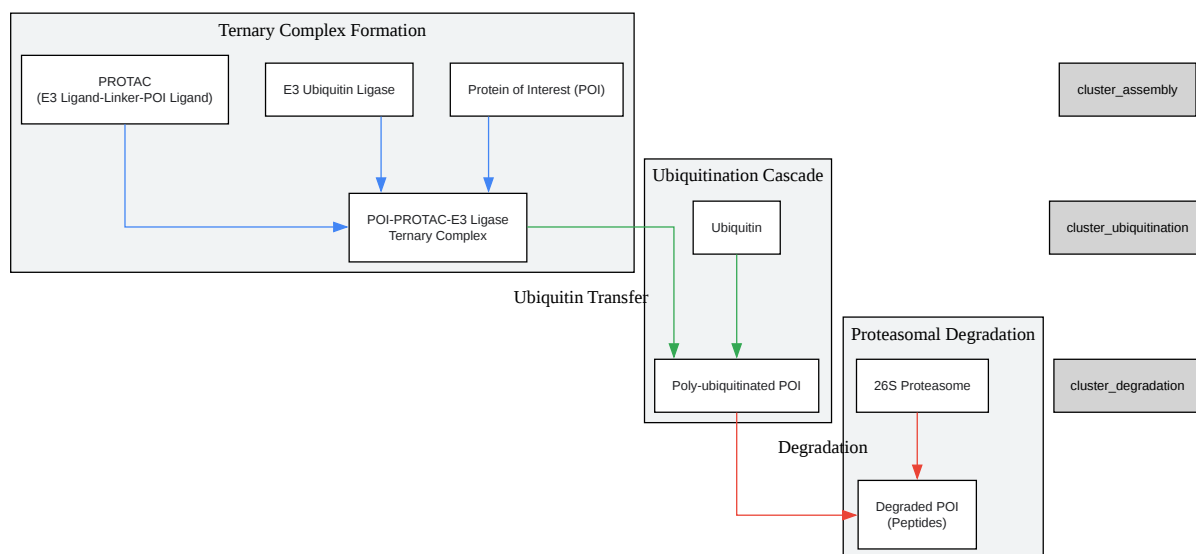 Ternary Complex Formation
PROTAC
(E3 Ligand-Linker-POI Ligand)
E3 Ubiquitin Ligase
Protein of Interest (POI)
cluster_assembly
POI-PROTAC-E3 Ligase
Ternary Complex
Ubiquitination Cascade
Ubiquitin
cluster_ubiquitination
Ubiquitin Transfer
Proteasomal Degradation
Poly-ubiquitinated POI
26S Proteasome
cluster_degradation
Degradation
Degraded POI
(Peptides)